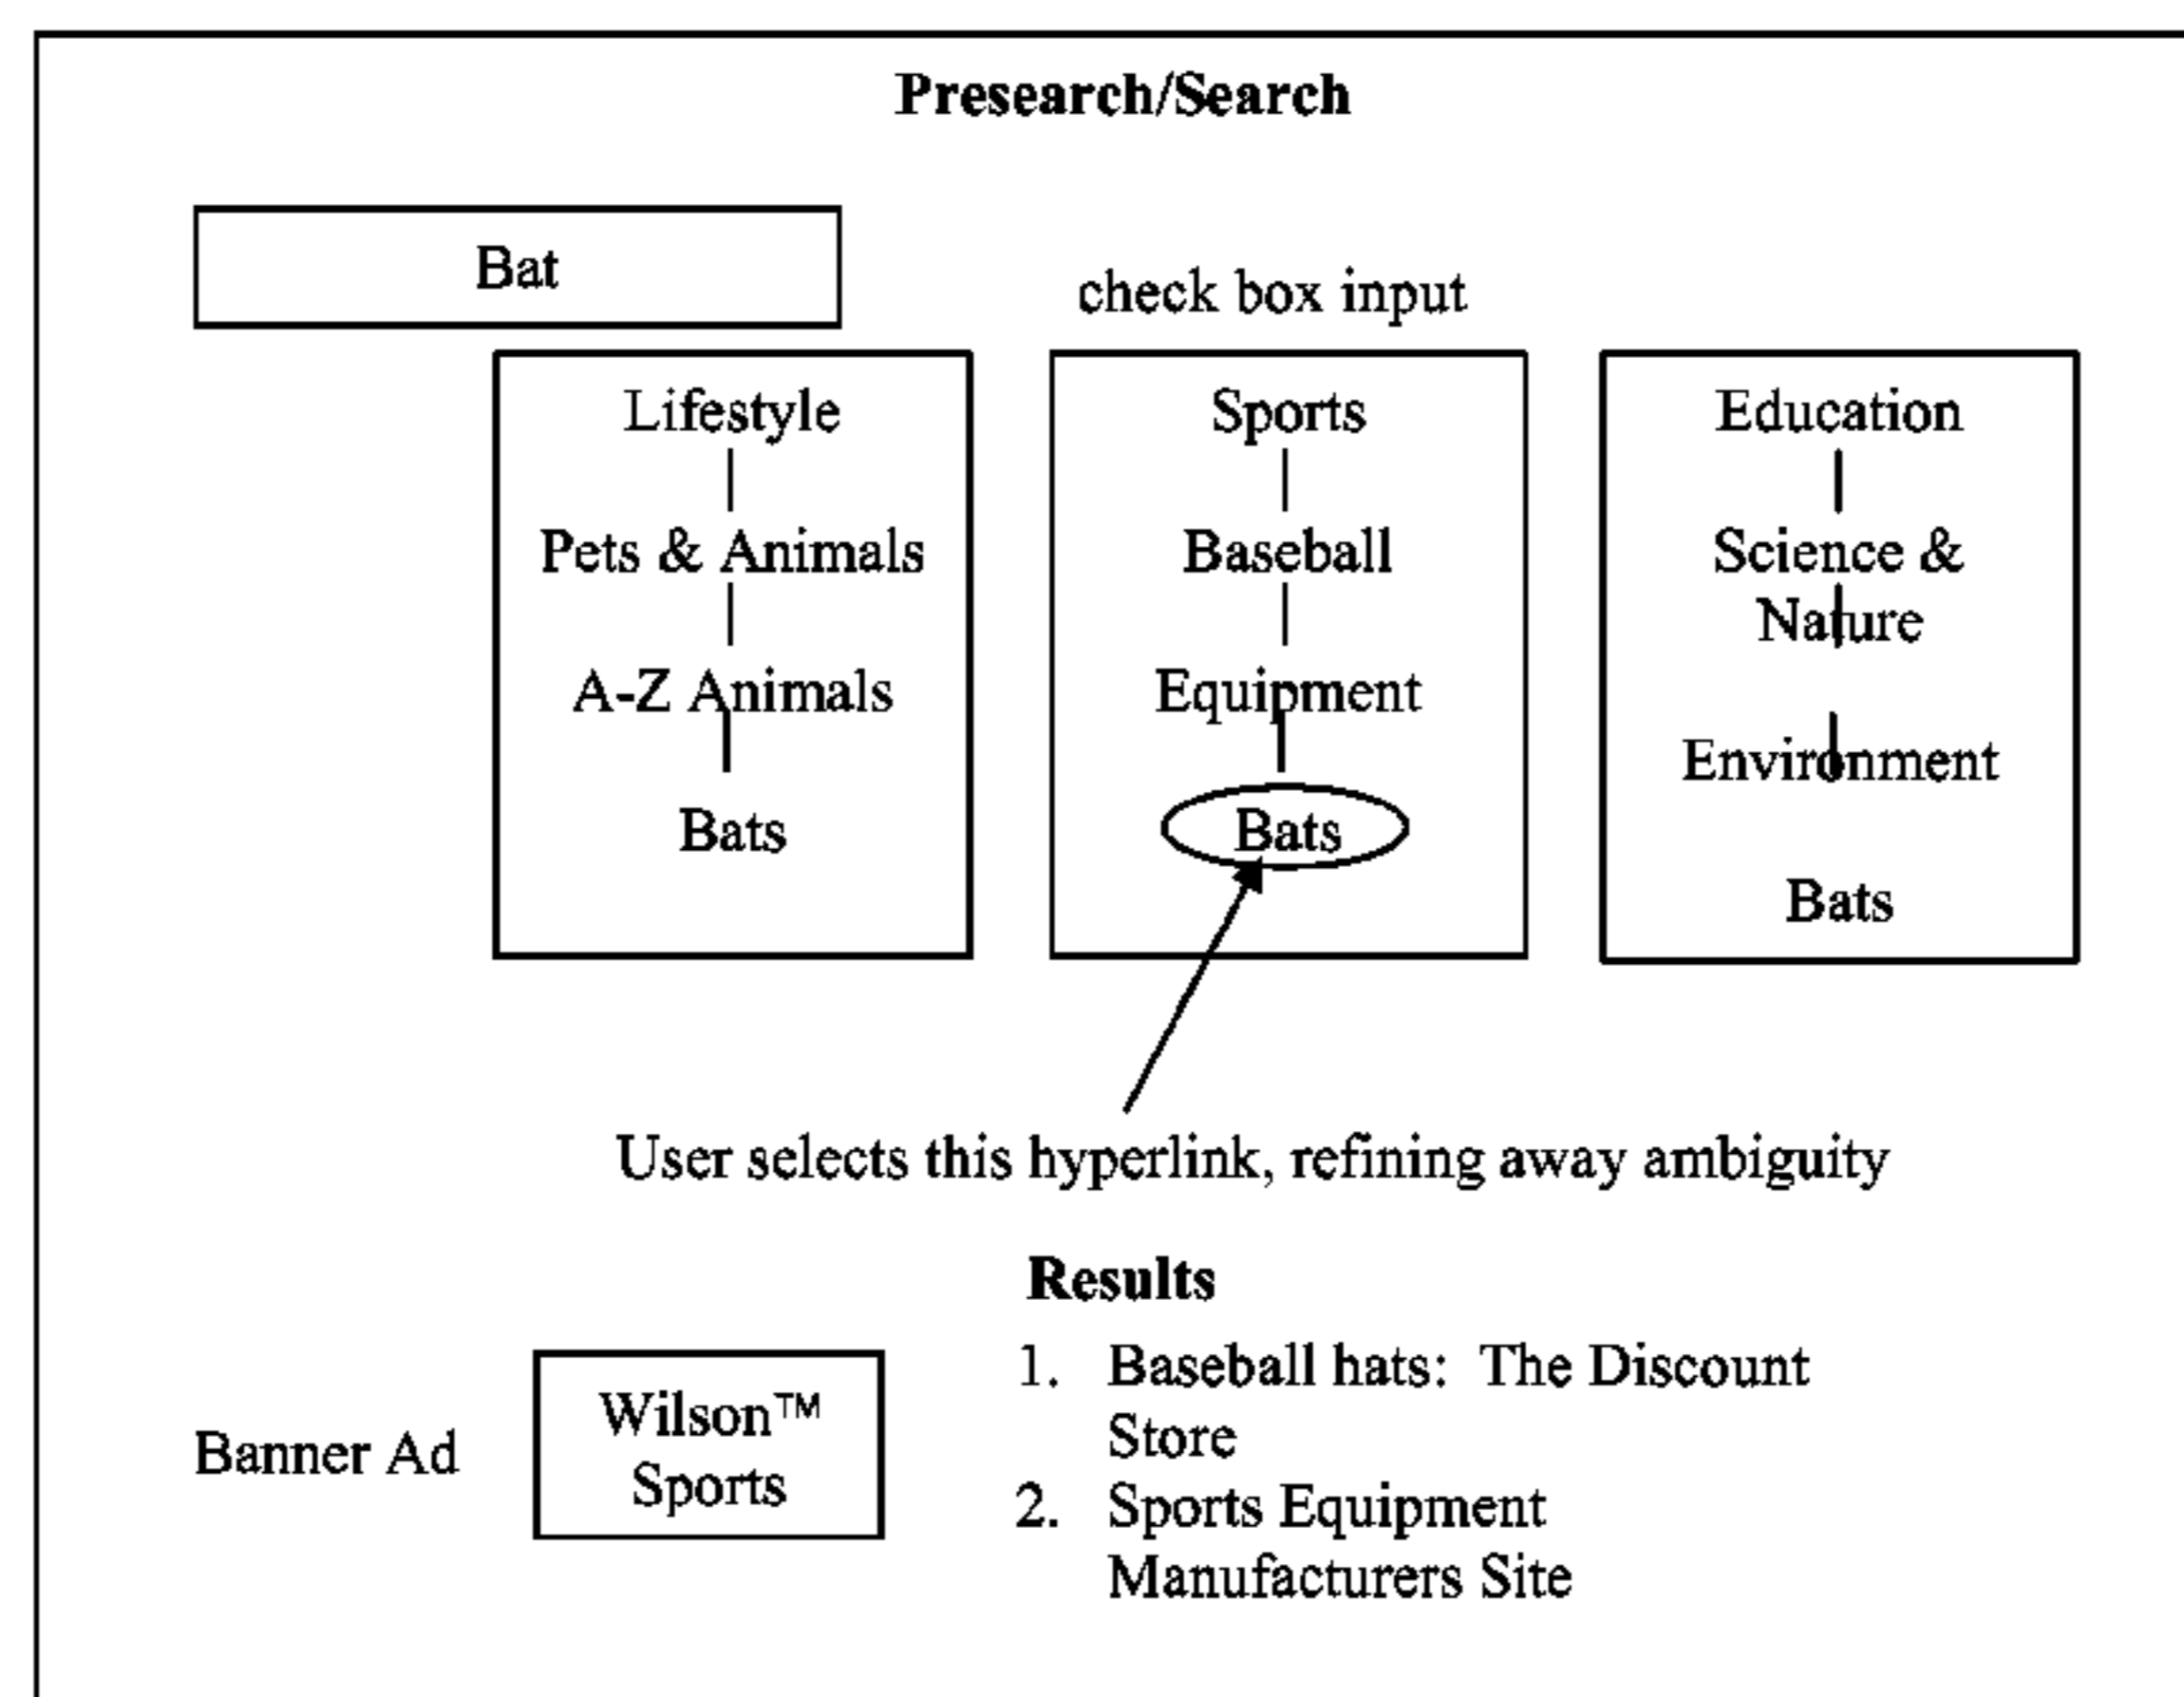 Presearch/Search
Bat
check box input
Lifestyle
Pets & Animals
A-Z Animals
Bats
Sports
Baseball
Equipment
Bats
Education
Science &
Nature
Environment
Bats
User selects this hyperlink, refining away ambiguity
Results
Banner Ad
Wilson™
Sports
1. Baseball hats: The Discount
Store
2. Sports Equipment
Manufacturers Site